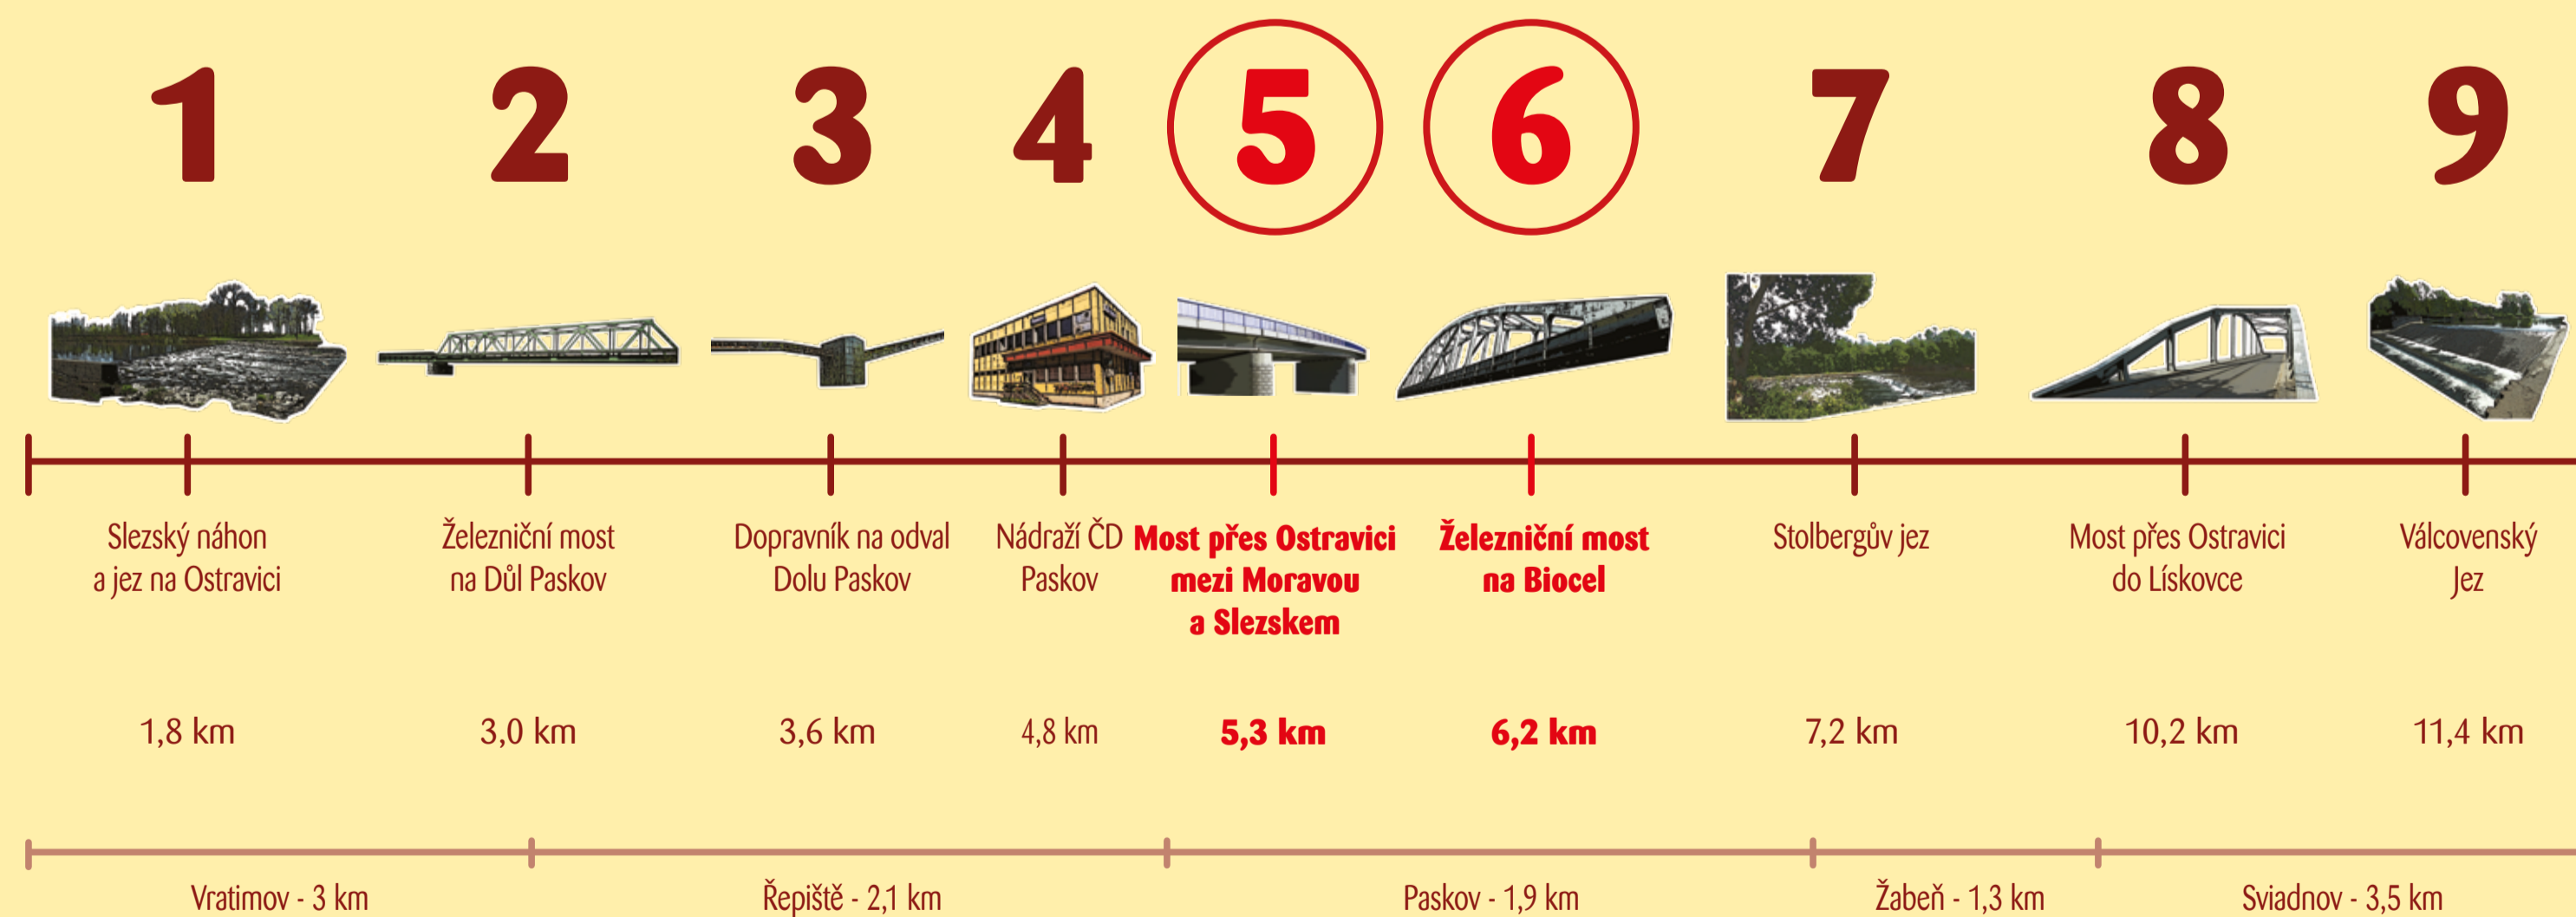 1 2 3 4 5 6 7 8 9
Slezský náhon
a jez na Ostravici
Železniční most
na Důl Paskov
Dopravník na odval
Dolu Paskov
Nádraží ČD
Paskov
Most přes Ostravici
mezi Moravou
a Slezskem
Železniční most
na Biocel
Stolbergův jez
Most přes Ostravici
do Lískovce
Válcovenský
Jez
1,8 km 3,0 km 3,6 km 4,8 km 5,3 km 6,2 km 7,2 km 10,2 km 11,4 km
Vratimov - 3 km Řepiště - 2,1 km Paskov - 1,9 km Žabeň - 1,3 km Sviadnov - 3,5 km